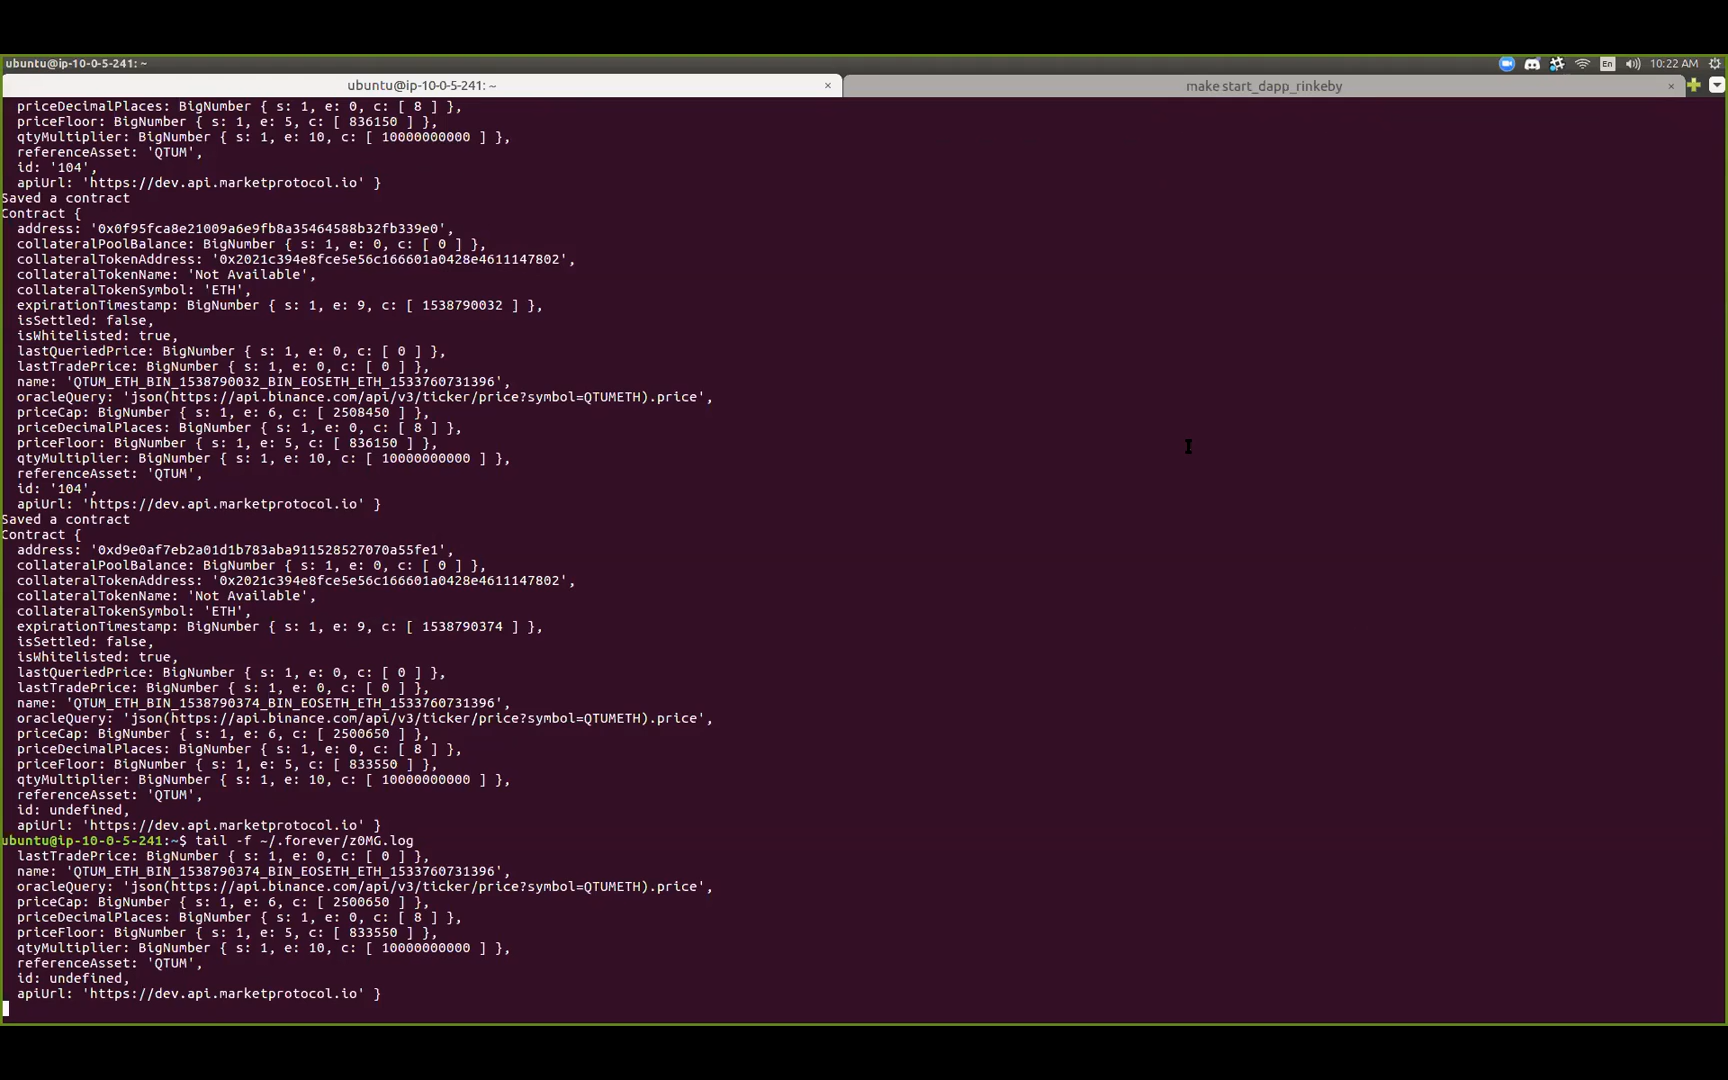 ubuntu@ip-10-0-5-241: ~
En
10:22 AM
ubuntu@ip-10-0-5-241: ~ ×
make start_dapp_rinkeby ×
priceDecimalPlaces: BigNumber { s: 1, e: 0, c: [ 8 ] },
priceFloor: BigNumber { s: 1, e: 5, c: [ 836150 ] },
qtyMultiplier: BigNumber { s: 1, e: 10, c: [ 10000000000 ] },
referenceAsset: 'QTUM',
id: '104',
apiUrl: 'https://dev.api.marketprotocol.io' }
Saved a contract
Contract {
address: '0x0f95fca8e21009a6e9fb8a35464588b32fb339e0',
collateralPoolBalance: BigNumber { s: 1, e: 0, c: [ 0 ] },
collateralTokenAddress: '0x2021c394e8fce5e56c166601a0428e4611147802',
collateralTokenName: 'Not Available',
collateralTokenSymbol: 'ETH',
expirationTimestamp: BigNumber { s: 1, e: 9, c: [ 1538790032 ] },
isSettled: false,
isWhitelisted: true,
lastQueriedPrice: BigNumber { s: 1, e: 0, c: [ 0 ] },
lastTradePrice: BigNumber { s: 1, e: 0, c: [ 0 ] },
name: 'QTUM_ETH_BIN_1538790032_BIN_EOSETH_ETH_1533760731396',
oracleQuery: 'json(https://api.binance.com/api/v3/ticker/price?symbol=QTUMETH).price',
priceCap: BigNumber { s: 1, e: 6, c: [ 2508450 ] },
priceDecimalPlaces: BigNumber { s: 1, e: 0, c: [ 8 ] },
priceFloor: BigNumber { s: 1, e: 5, c: [ 836150 ] },
qtyMultiplier: BigNumber { s: 1, e: 10, c: [ 10000000000 ] },
referenceAsset: 'QTUM',
id: '104',
apiUrl: 'https://dev.api.marketprotocol.io' }
Saved a contract
Contract {
address: '0xd9e0af7eb2a01d1b783aba911528527070a55fe1',
collateralPoolBalance: BigNumber { s: 1, e: 0, c: [ 0 ] },
collateralTokenAddress: '0x2021c394e8fce5e56c166601a0428e4611147802',
collateralTokenName: 'Not Available',
collateralTokenSymbol: 'ETH',
expirationTimestamp: BigNumber { s: 1, e: 9, c: [ 1538790374 ] },
isSettled: false,
isWhitelisted: true,
lastQueriedPrice: BigNumber { s: 1, e: 0, c: [ 0 ] },
lastTradePrice: BigNumber { s: 1, e: 0, c: [ 0 ] },
name: 'QTUM_ETH_BIN_1538790374_BIN_EOSETH_ETH_1533760731396',
oracleQuery: 'json(https://api.binance.com/api/v3/ticker/price?symbol=QTUMETH).price',
priceCap: BigNumber { s: 1, e: 6, c: [ 2500650 ] },
priceDecimalPlaces: BigNumber { s: 1, e: 0, c: [ 8 ] },
priceFloor: BigNumber { s: 1, e: 5, c: [ 833550 ] },
qtyMultiplier: BigNumber { s: 1, e: 10, c: [ 10000000000 ] },
referenceAsset: 'QTUM',
id: undefined,
apiUrl: 'https://dev.api.marketprotocol.io' }
ubuntu@ip-10-0-5-241:~$ tail -f ~/.forever/z0MG.log
lastTradePrice: BigNumber { s: 1, e: 0, c: [ 0 ] },
name: 'QTUM_ETH_BIN_1538790374_BIN_EOSETH_ETH_1533760731396',
oracleQuery: 'json(https://api.binance.com/api/v3/ticker/price?symbol=QTUMETH).price',
priceCap: BigNumber { s: 1, e: 6, c: [ 2500650 ] },
priceDecimalPlaces: BigNumber { s: 1, e: 0, c: [ 8 ] },
priceFloor: BigNumber { s: 1, e: 5, c: [ 833550 ] },
qtyMultiplier: BigNumber { s: 1, e: 10, c: [ 10000000000 ] },
referenceAsset: 'QTUM',
id: undefined,
apiUrl: 'https://dev.api.marketprotocol.io' }